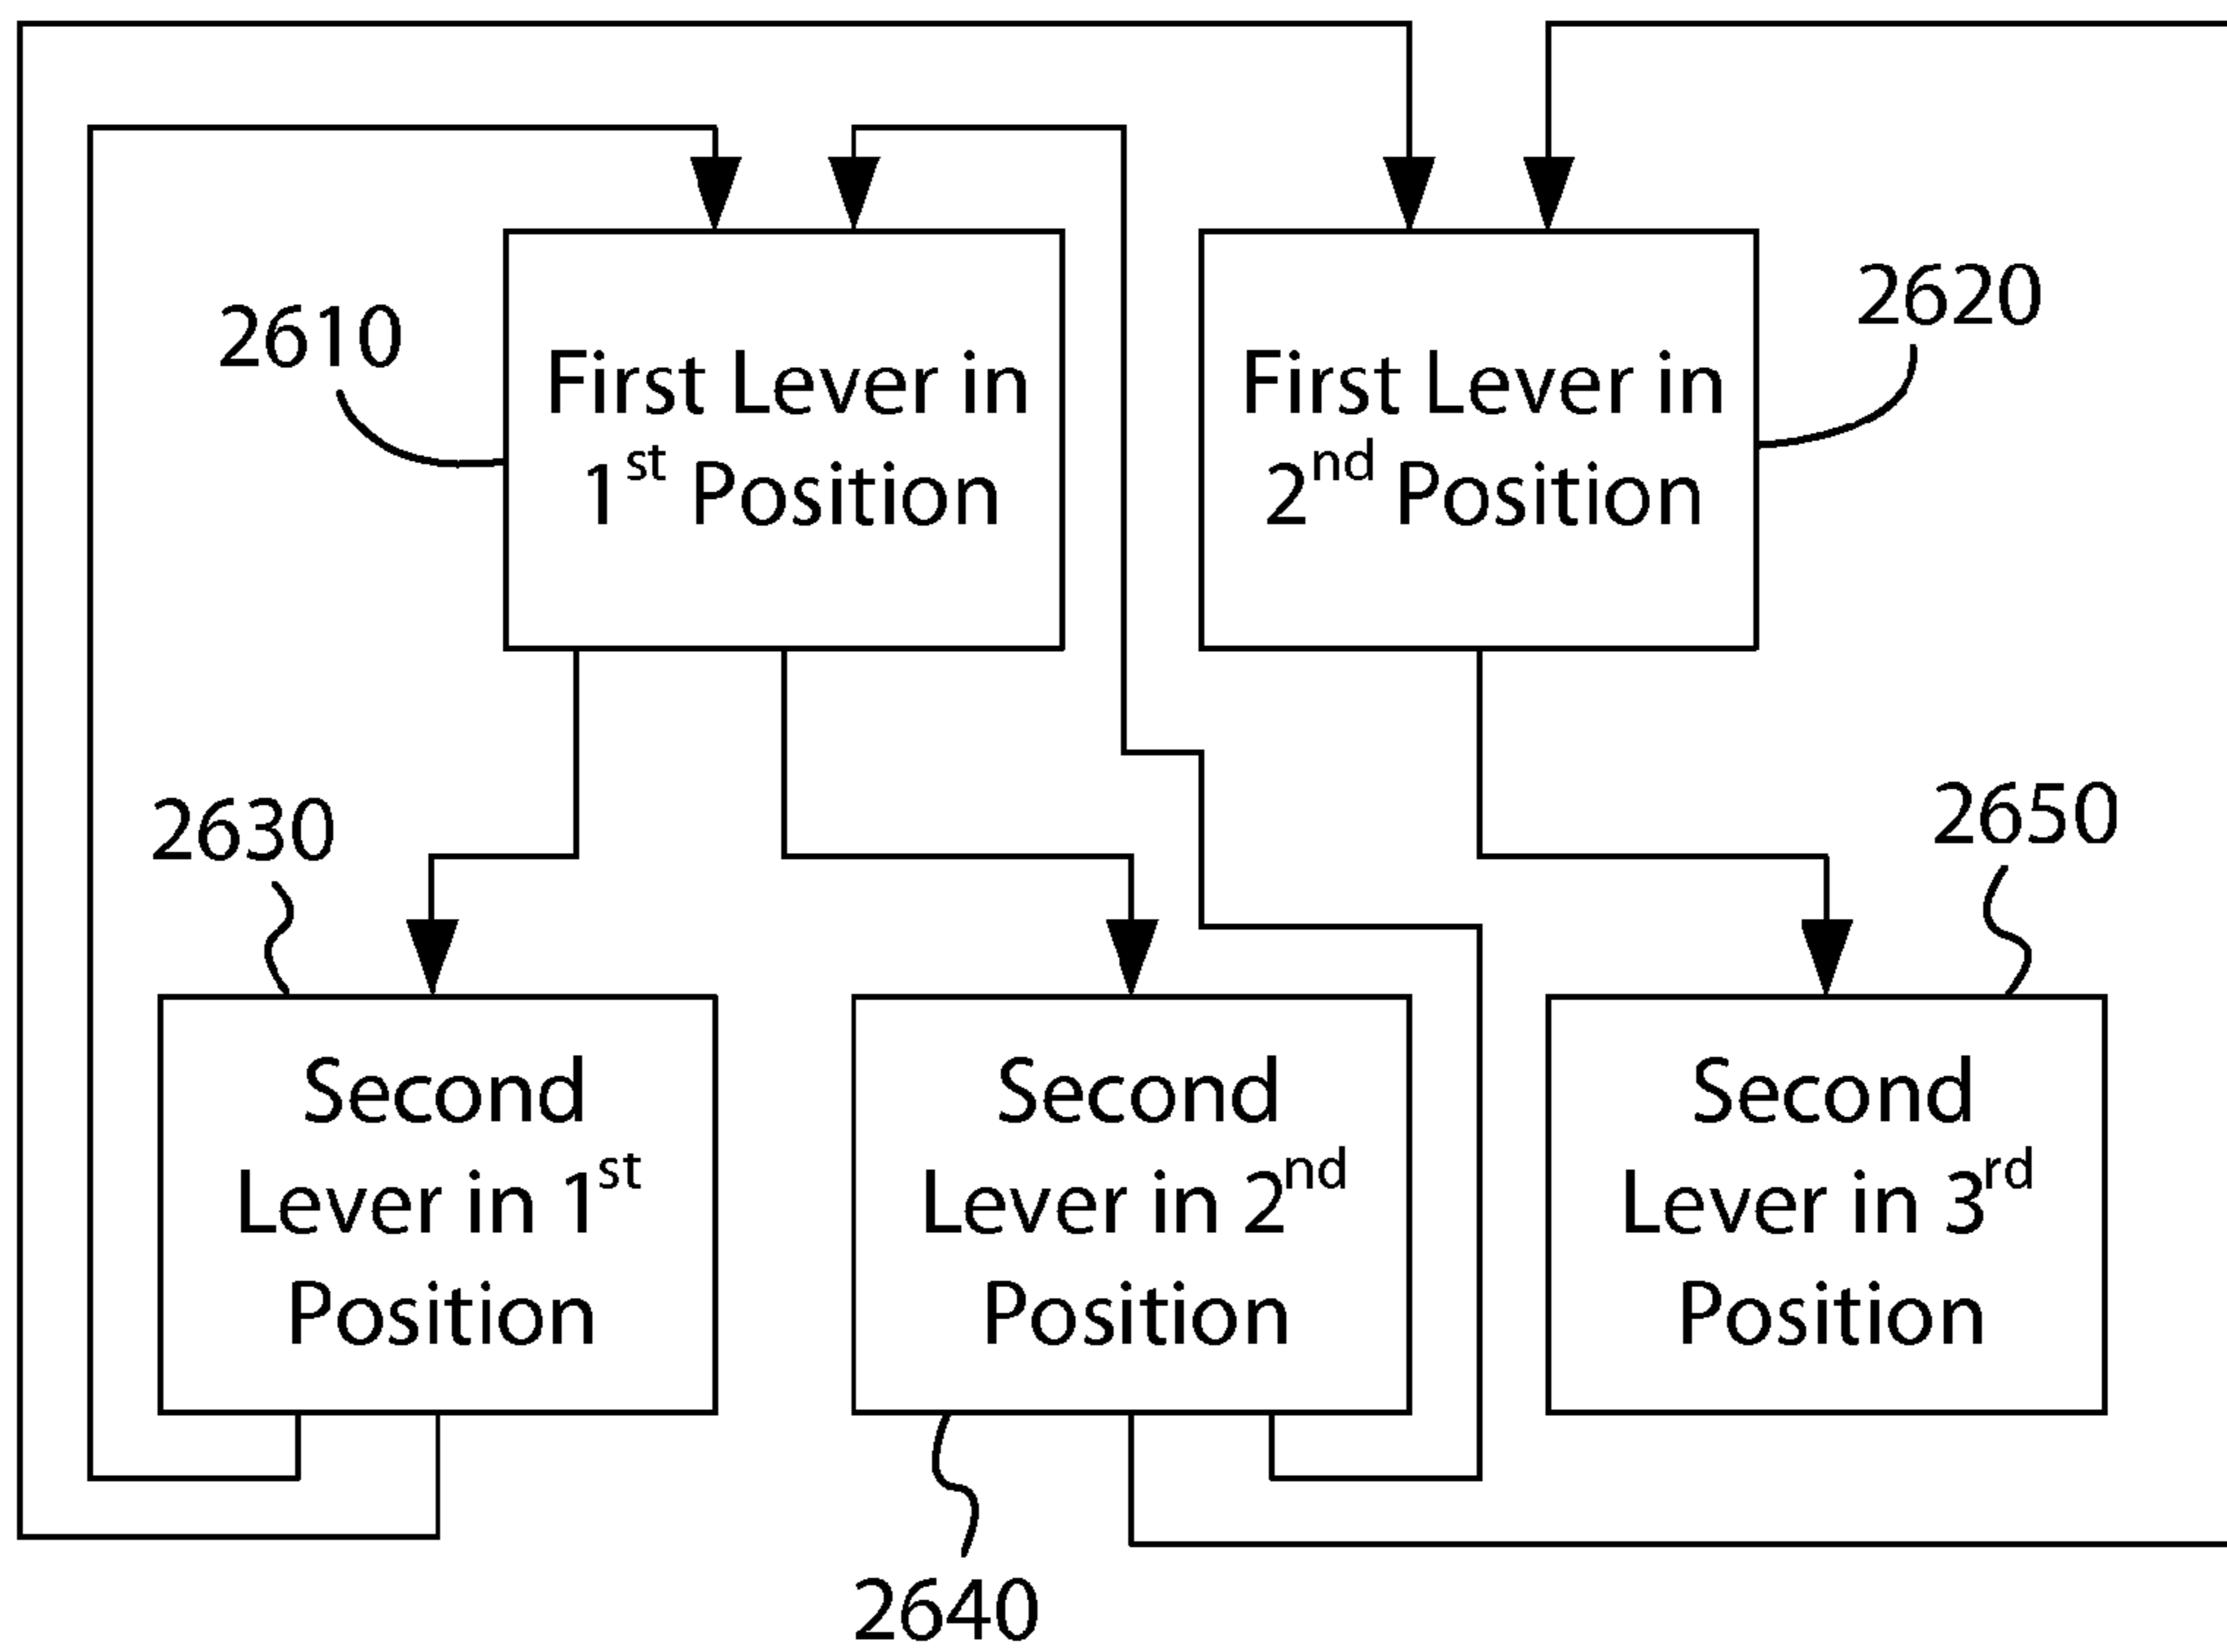 2610
First Lever in
1st Position
2620
First Lever in
2nd Position
2630
Second
Lever in 1st
Position
2640
Second
Lever in 2nd
Position
2650
Second
Lever in 3rd
Position